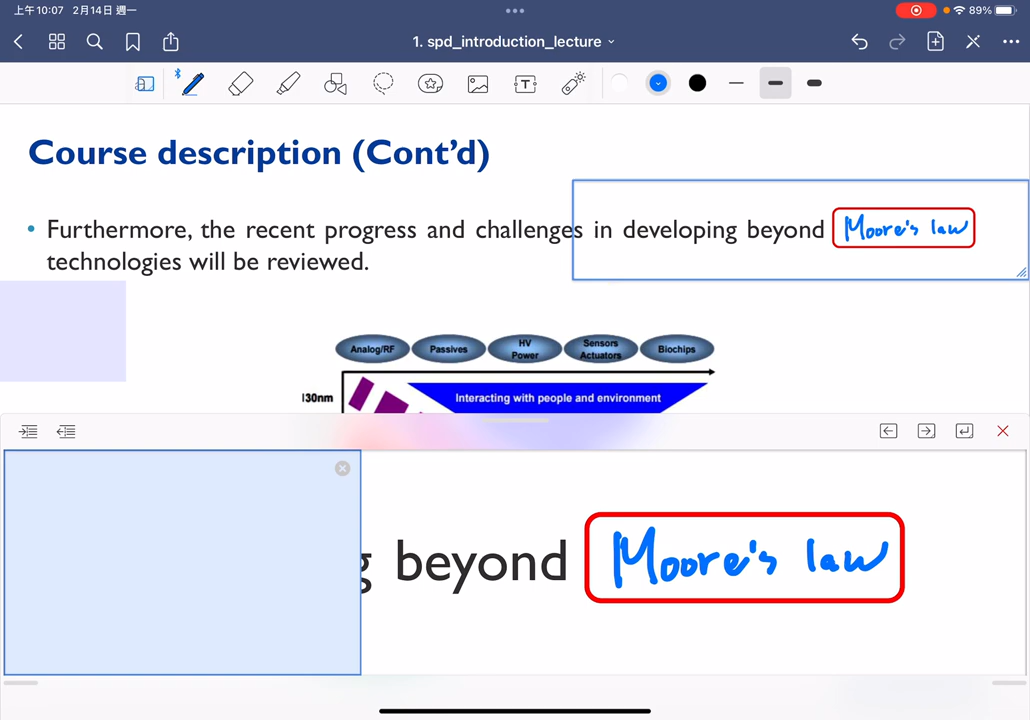 上午10:07 2月14日 週一
89%
1. spd_introduction_lecture
T
Course description (Cont'd)
• Furthermore, the recent progress and challenges in developing beyond Moore's law
technologies will be reviewed.
Analog/RF Passives HV Power Sensors Actuators Biochips
130nm
Interacting with people and environment
g beyond Moore's law